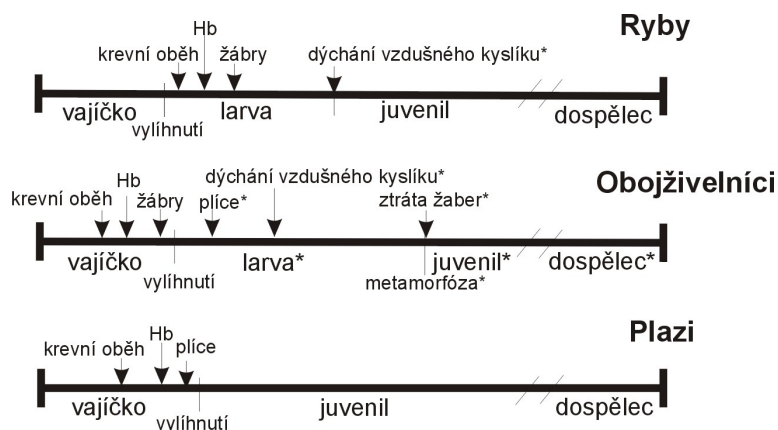 Ryby
Hb
krevní oběh žábry dýchání vzdušného kyslíku*
vajíčko larva juvenil dospělec
vylíhnutí
Obojživelníci
dýchání vzdušného kyslíku*
Hb
krevní oběh žábry plíce* ztráta žaber*
vajíčko larva* juvenil* dospělec*
vylíhnutí metamorfóza*
Plazi
Hb
krevní oběh plíce
vajíčko juvenil dospělec
vylíhnutí